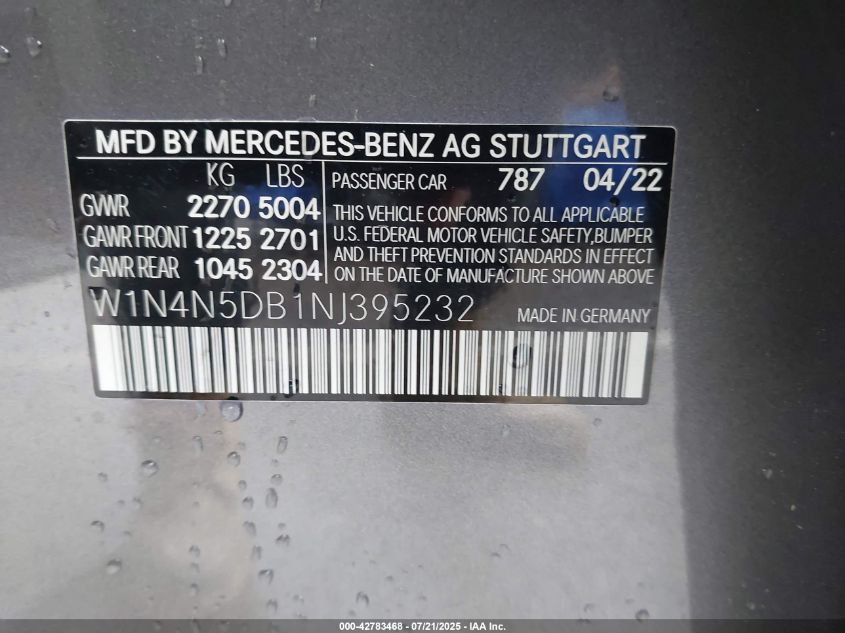 MFD BY MERCEDES-BENZ AG STUTTGART
KG LBS
GVWR 2270 5004
GAWR FRONT 1225 2701
GAWR REAR 1045 2304
PASSENGER CAR 787 04/22
THIS VEHICLE CONFORMS TO ALL APPLICABLE
U.S. FEDERAL MOTOR VEHICLE SAFETY,BUMPER
AND THEFT PREVENTION STANDARDS IN EFFECT
ON THE DATE OF MANUFACTURE SHOWN ABOVE
W1N4N5DB1NJ395232 MADE IN GERMANY
000-42783468 - 07/21/2025 - IAA Inc.